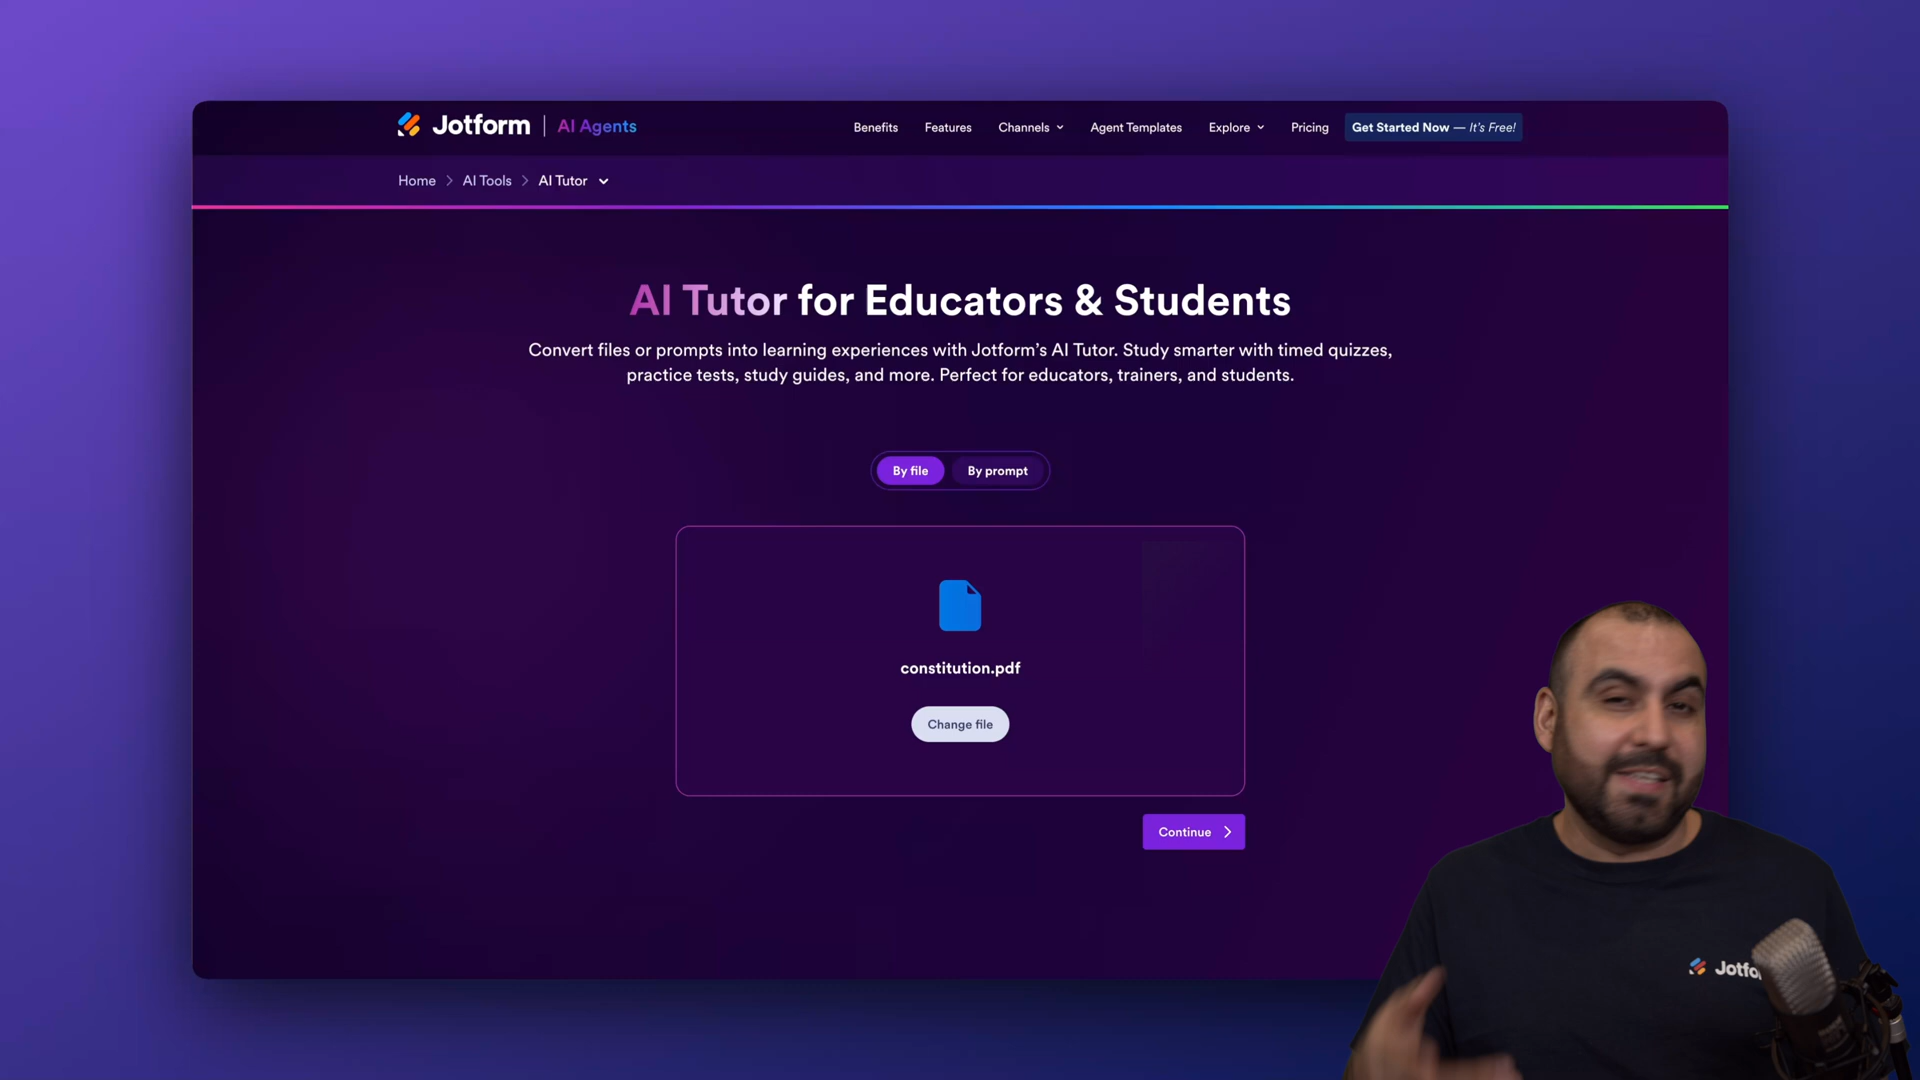 Jotform | AI Agents
Benefits
Features
Channels
Agent Templates
Explore
Pricing
Get Started Now — It's Free!
Home > AI Tools > AI Tutor
AI Tutor for Educators & Students
Convert files or prompts into learning experiences with Jotform's AI Tutor. Study smarter with timed quizzes,
practice tests, study guides, and more. Perfect for educators, trainers, and students.
By file
By prompt
constitution.pdf
Change file
Continue
Jotfo